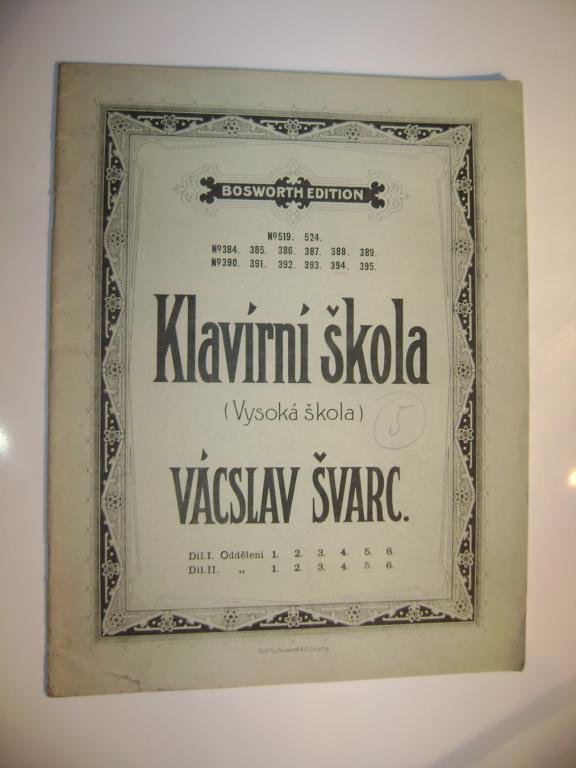 BOSWORTH EDITION
No519. 524.
No384. 385. 386. 387. 388. 389.
No390. 391. 392. 393. 394. 395.
Klavírní škola
(Vysoká škola)
5
VÁCSLAV ŠVARC.
Díl.I. Oddělení 1. 2. 3. 4. 5. 6.
Díl.II. „ 1. 2. 3. 4. 5. 6.